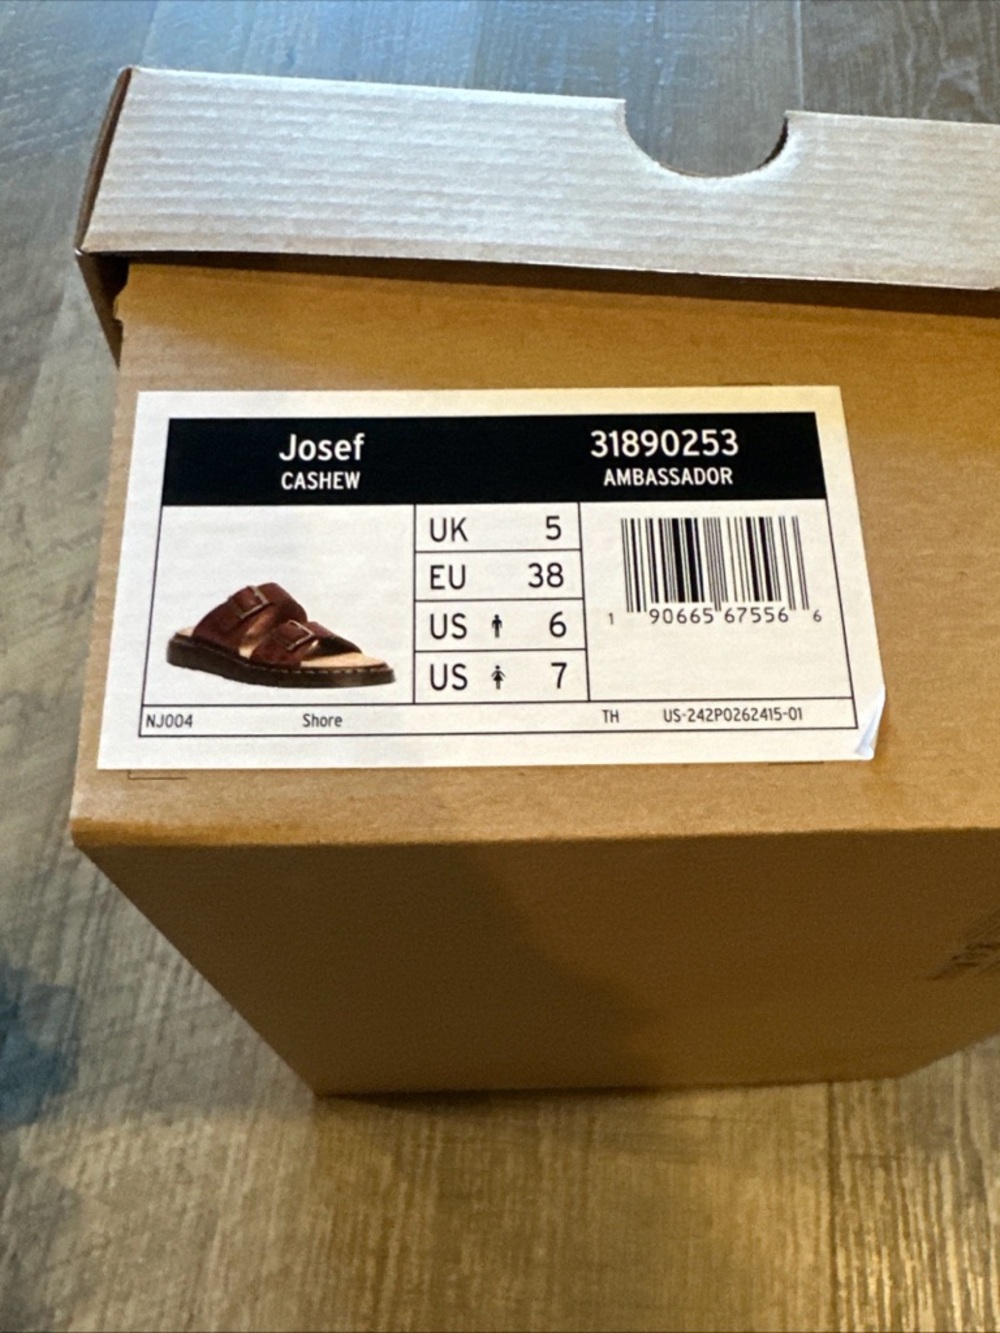 Josef
CASHEW
31890253
AMBASSADOR
UK 5
EU 38
US 6
US 7
1 90665 67556 6
NJ004 Shore TH US-242P0262415-01